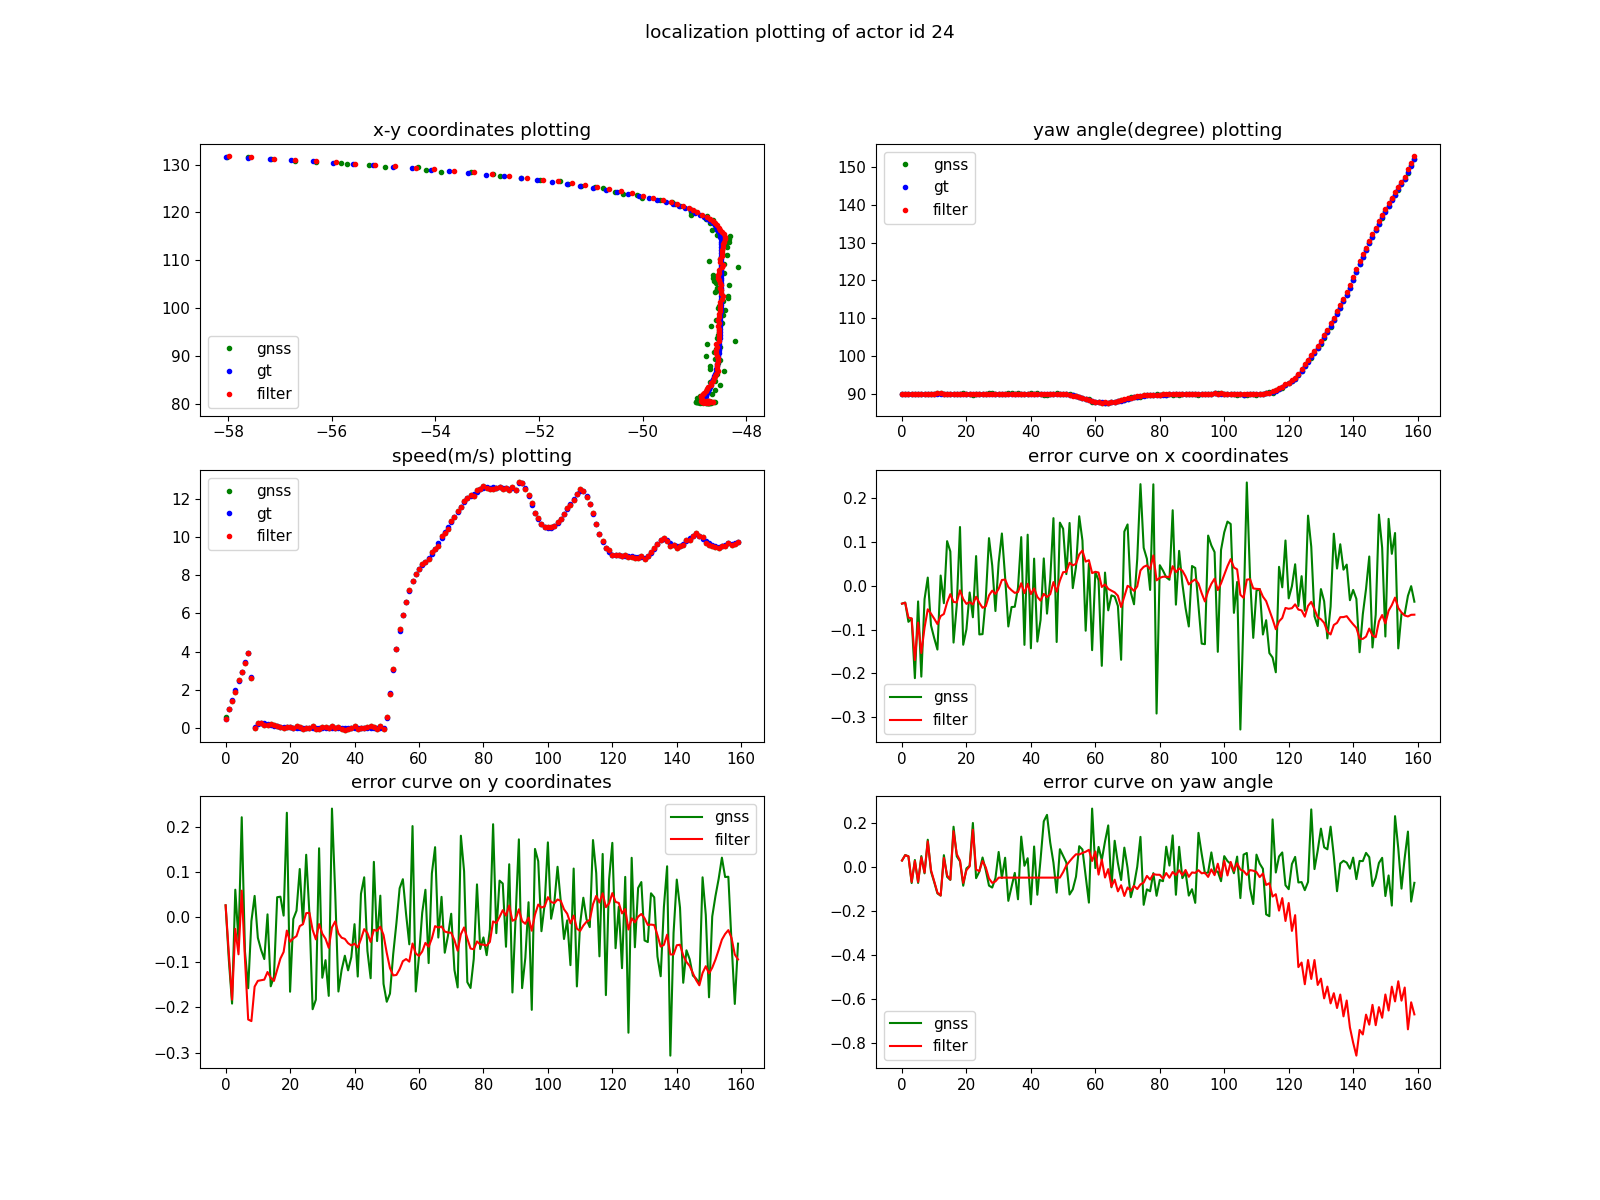 localization plotting of actor id 24
x-y coordinates plotting
130
120
110
100
90
80
−58 −56 −54 −52 −50 −48
gnss
gt
filter
yaw angle(degree) plotting
150
140
130
120
110
100
90
0 20 40 60 80 100 120 140 160
gnss
gt
filter
speed(m/s) plotting
12
10
8
6
4
2
0
0 20 40 60 80 100 120 140 160
gnss
gt
filter
error curve on x coordinates
0.2
0.1
0.0
−0.1
−0.2
−0.3
0 20 40 60 80 100 120 140 160
gnss
filter
error curve on y coordinates
0.2
0.1
0.0
−0.1
−0.2
−0.3
0 20 40 60 80 100 120 140 160
gnss
filter
error curve on yaw angle
0.2
0.0
−0.2
−0.4
−0.6
−0.8
0 20 40 60 80 100 120 140 160
gnss
filter